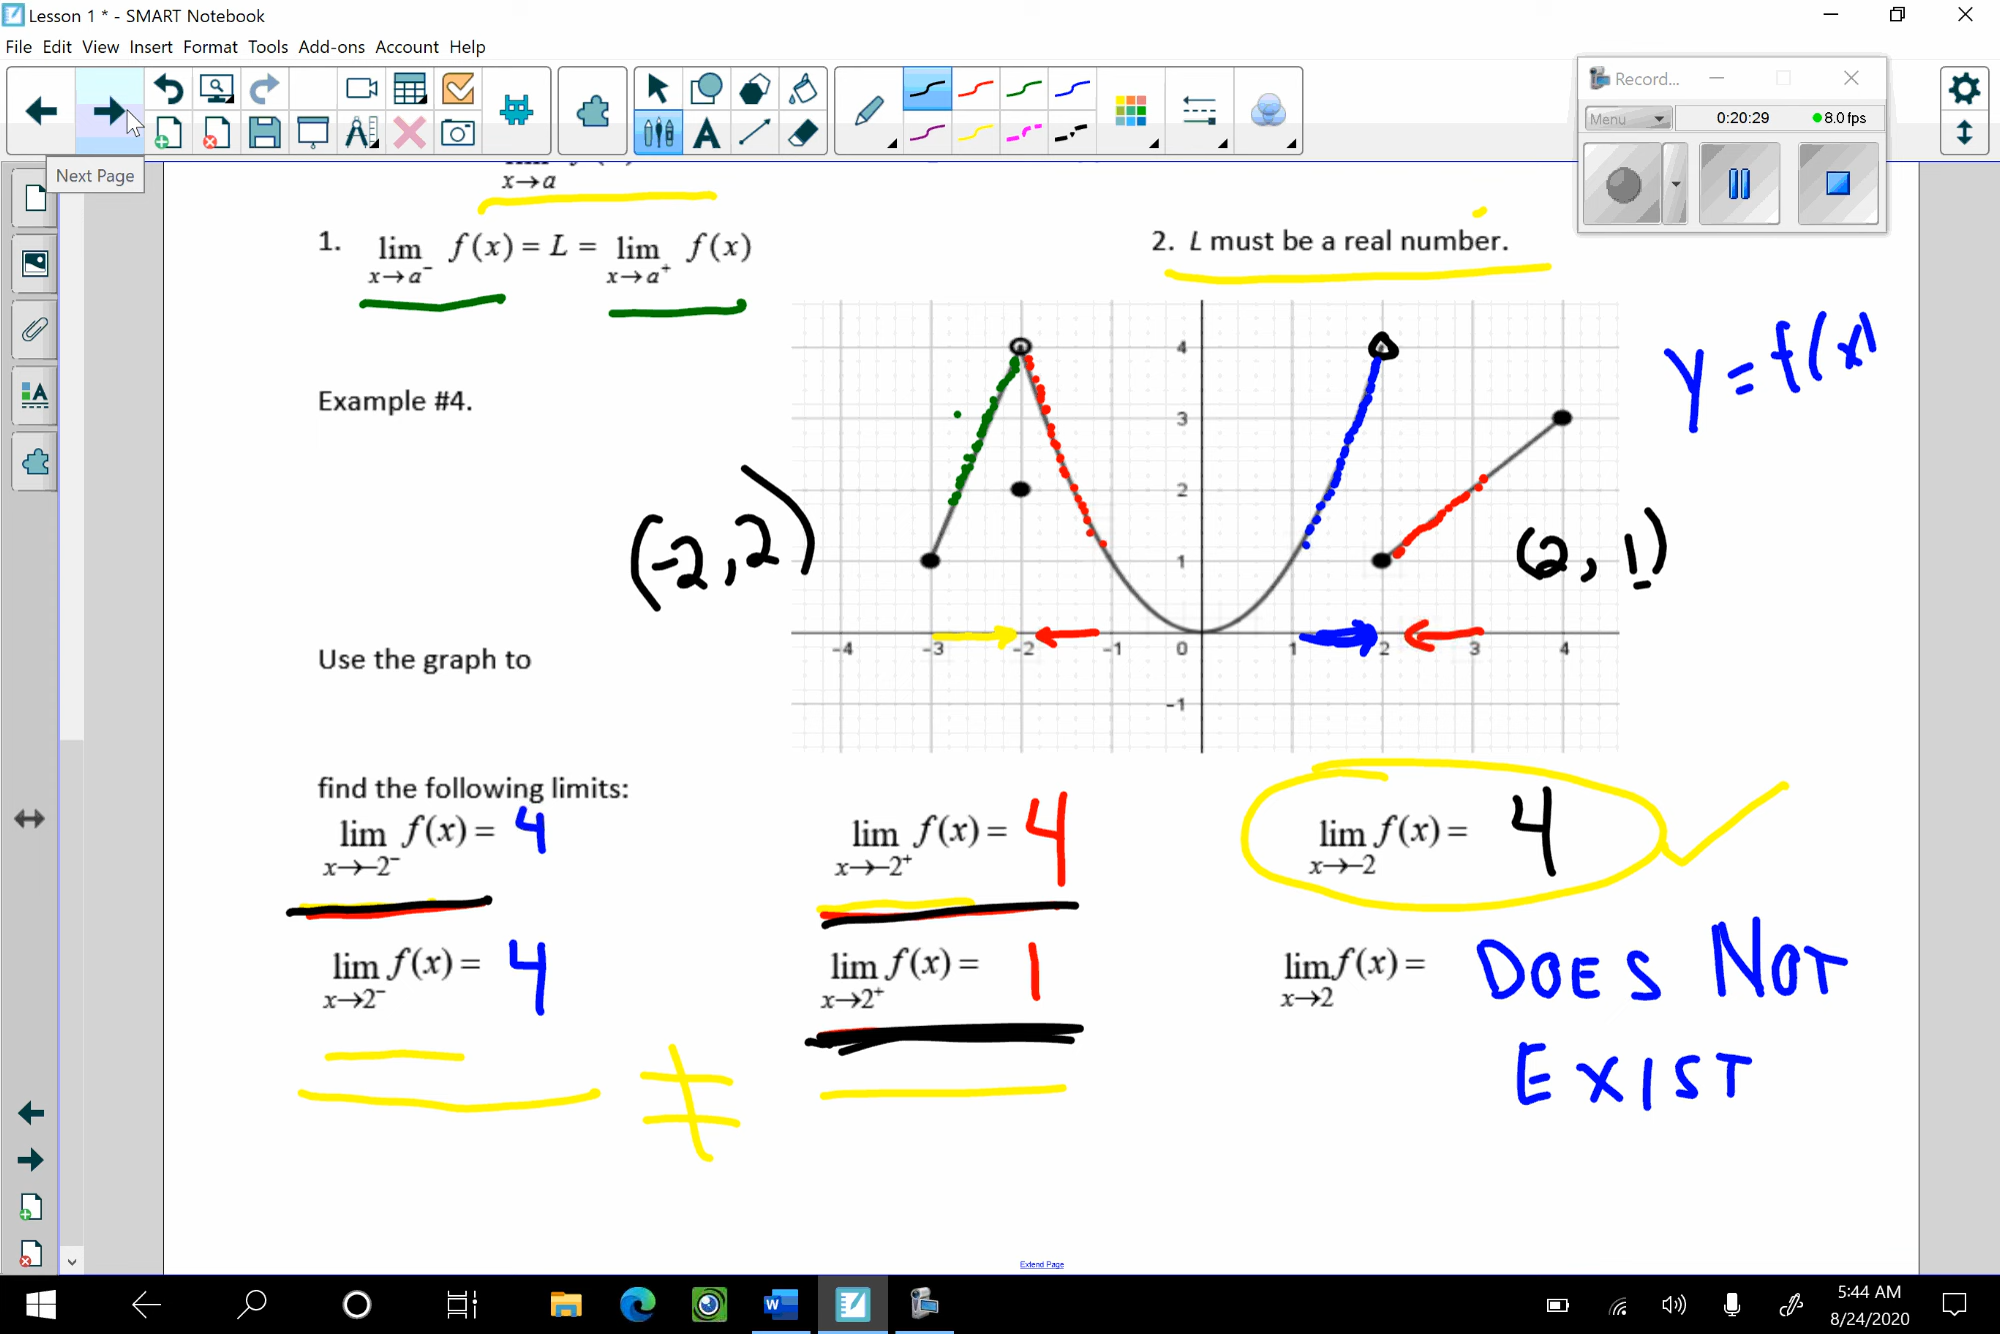 Lesson 1 * - SMART Notebook
File Edit View Insert Format Tools Add-ons Account Help
Record...
Menu 0:20:29 8.0 fps
Next Page
x→a
1. lim x→a⁻ f(x) = L = lim x→a⁺ f(x)
2. L must be a real number.
y = f(x)
Example #4.
4
3
2
1
-4 -3 -2 -1 0 1 2 3 4
-1
(-2,2)
(2,1)
Use the graph to
find the following limits:
lim x→-2⁻ f(x) = 4
lim x→-2⁺ f(x) = 4
lim x→-2 f(x) = 4
lim x→2⁻ f(x) = 4
lim x→2⁺ f(x) = 1
lim x→2 f(x) = DOES NOT
EXIST
≠
Extend Page
5:44 AM
8/24/2020